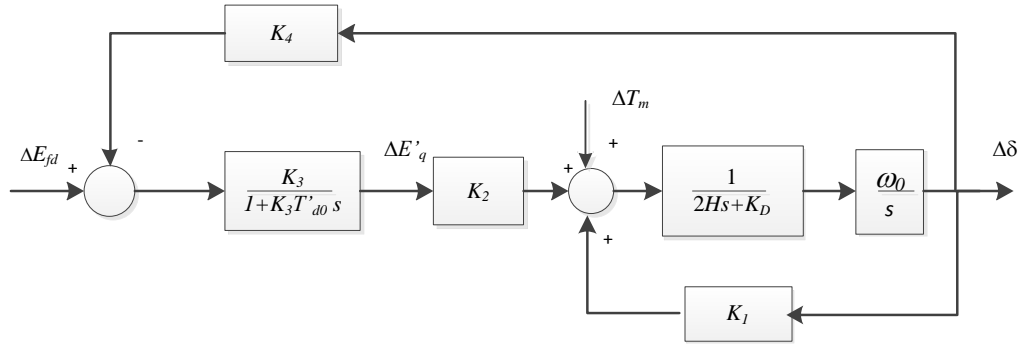 K4
ΔTm
ΔEfd
+
-
K3
1+K3T'd0 s
ΔE'q
K2
+
+
+
1
2Hs+KD
ω0
s
Δδ
K1